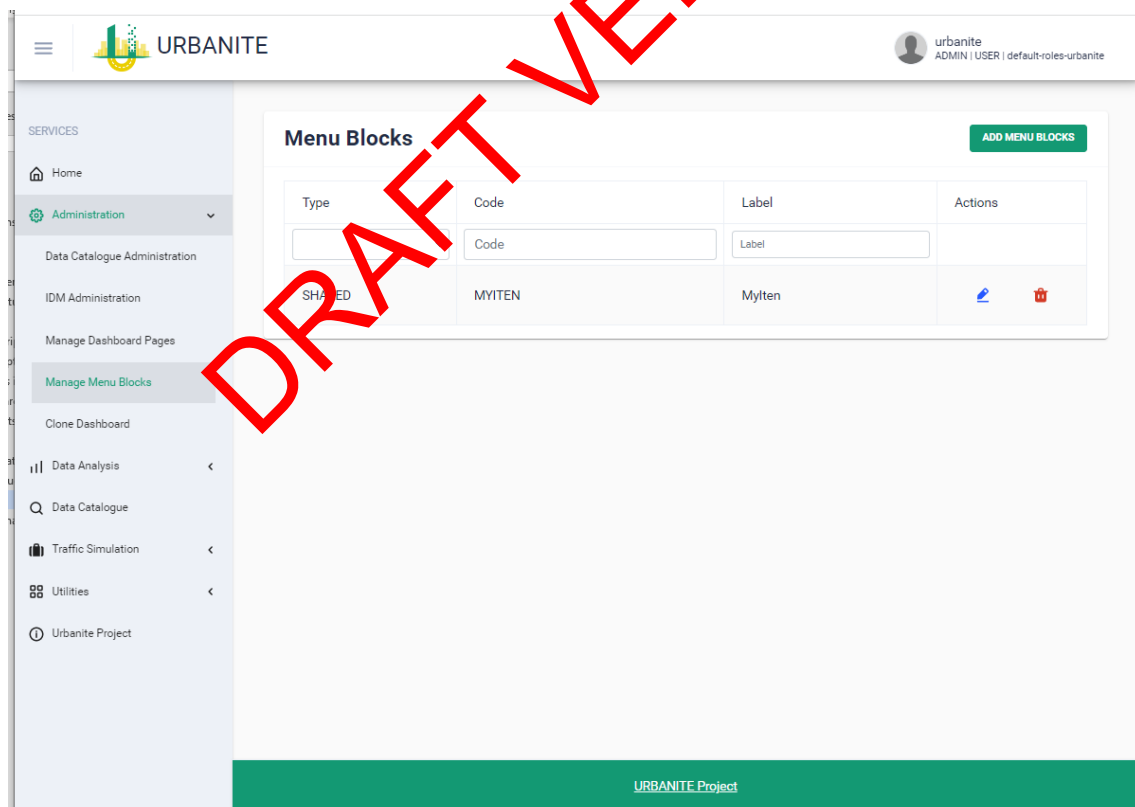 URBANITE
urbanite
ADMIN | USER | default-roles-urbanite
SERVICES
Home
Administration
Data Catalogue Administration
IDM Administration
Manage Dashboard Pages
Manage Menu Blocks
Clone Dashboard
Data Analysis
Data Catalogue
Traffic Simulation
Utilities
Urbanite Project
Menu Blocks
ADD MENU BLOCKS
Type Code Label Actions
Code Label
SHARED MYITEN MyIten
URBANITE Project
DRAFT VE